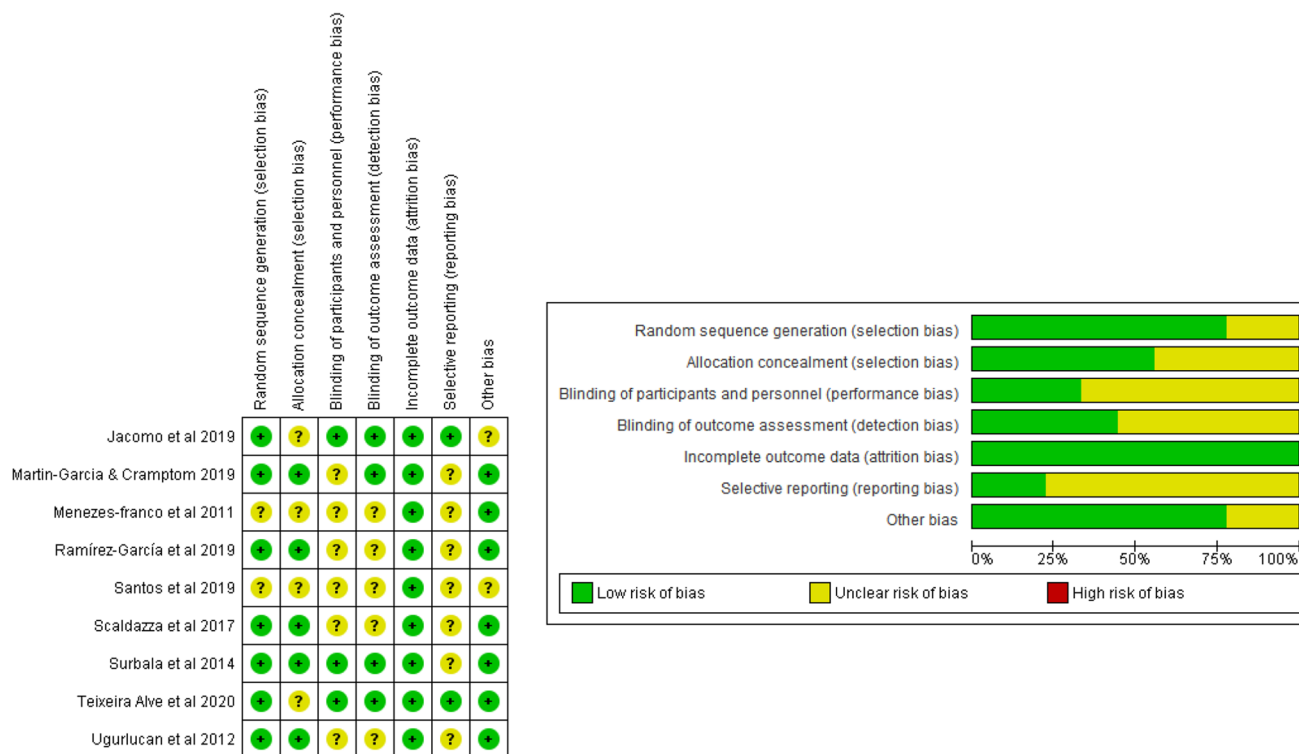 Random sequence generation (selection bias)
Allocation concealment (selection bias)
Blinding of participants and personnel (performance bias)
Blinding of outcome assessment (detection bias)
Incomplete outcome data (attrition bias)
Selective reporting (reporting bias)
Other bias
Jacomo et al 2019 + ? + + + + ?
Martin-Garcia & Cramptom 2019 + + ? + + ? +
Menezes-franco et al 2011 ? ? ? ? + ? +
Ramírez-García et al 2019 + + ? ? + ? +
Santos et al 2019 ? ? ? ? + ? ?
Scaldazza et al 2017 + + ? ? + ? +
Surbala et al 2014 + + + + + ? +
Teixeira Alve et al 2020 + ? + + + + +
Ugurlucan et al 2012 + + ? ? + ? +
Random sequence generation (selection bias)
Allocation concealment (selection bias)
Blinding of participants and personnel (performance bias)
Blinding of outcome assessment (detection bias)
Incomplete outcome data (attrition bias)
Selective reporting (reporting bias)
Other bias
0% 25% 50% 75% 100%
Low risk of bias Unclear risk of bias High risk of bias